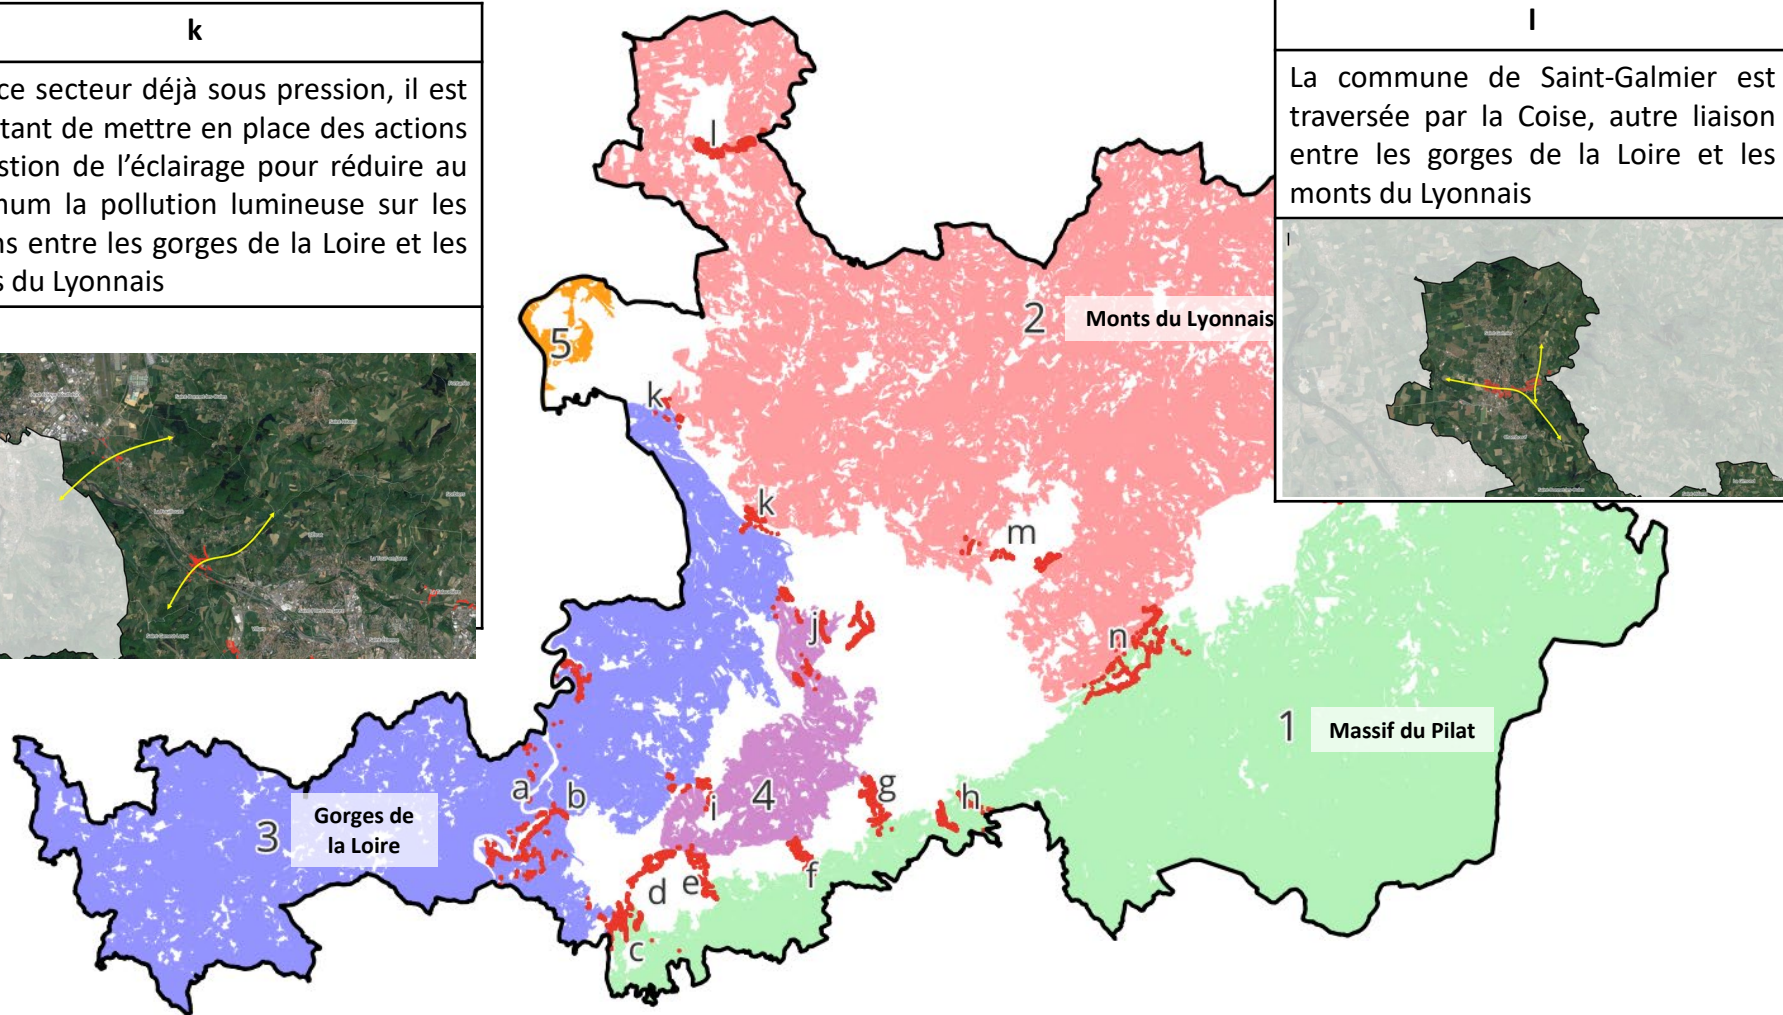 k
ce secteur déjà sous pression, il est
tant de mettre en place des actions
stion de l’éclairage pour réduire au
num la pollution lumineuse sur les
ns entre les gorges de la Loire et les
s du Lyonnais
l
La commune de Saint-Galmier est
traversée par la Coise, autre liaison
entre les gorges de la Loire et les
monts du Lyonnais
l
l
2
Monts du Lyonnais
5
k
k
m
j
n
1
Massif du Pilat
3
Gorges de
la Loire
a
b
i
4
g
h
d
e
f
c